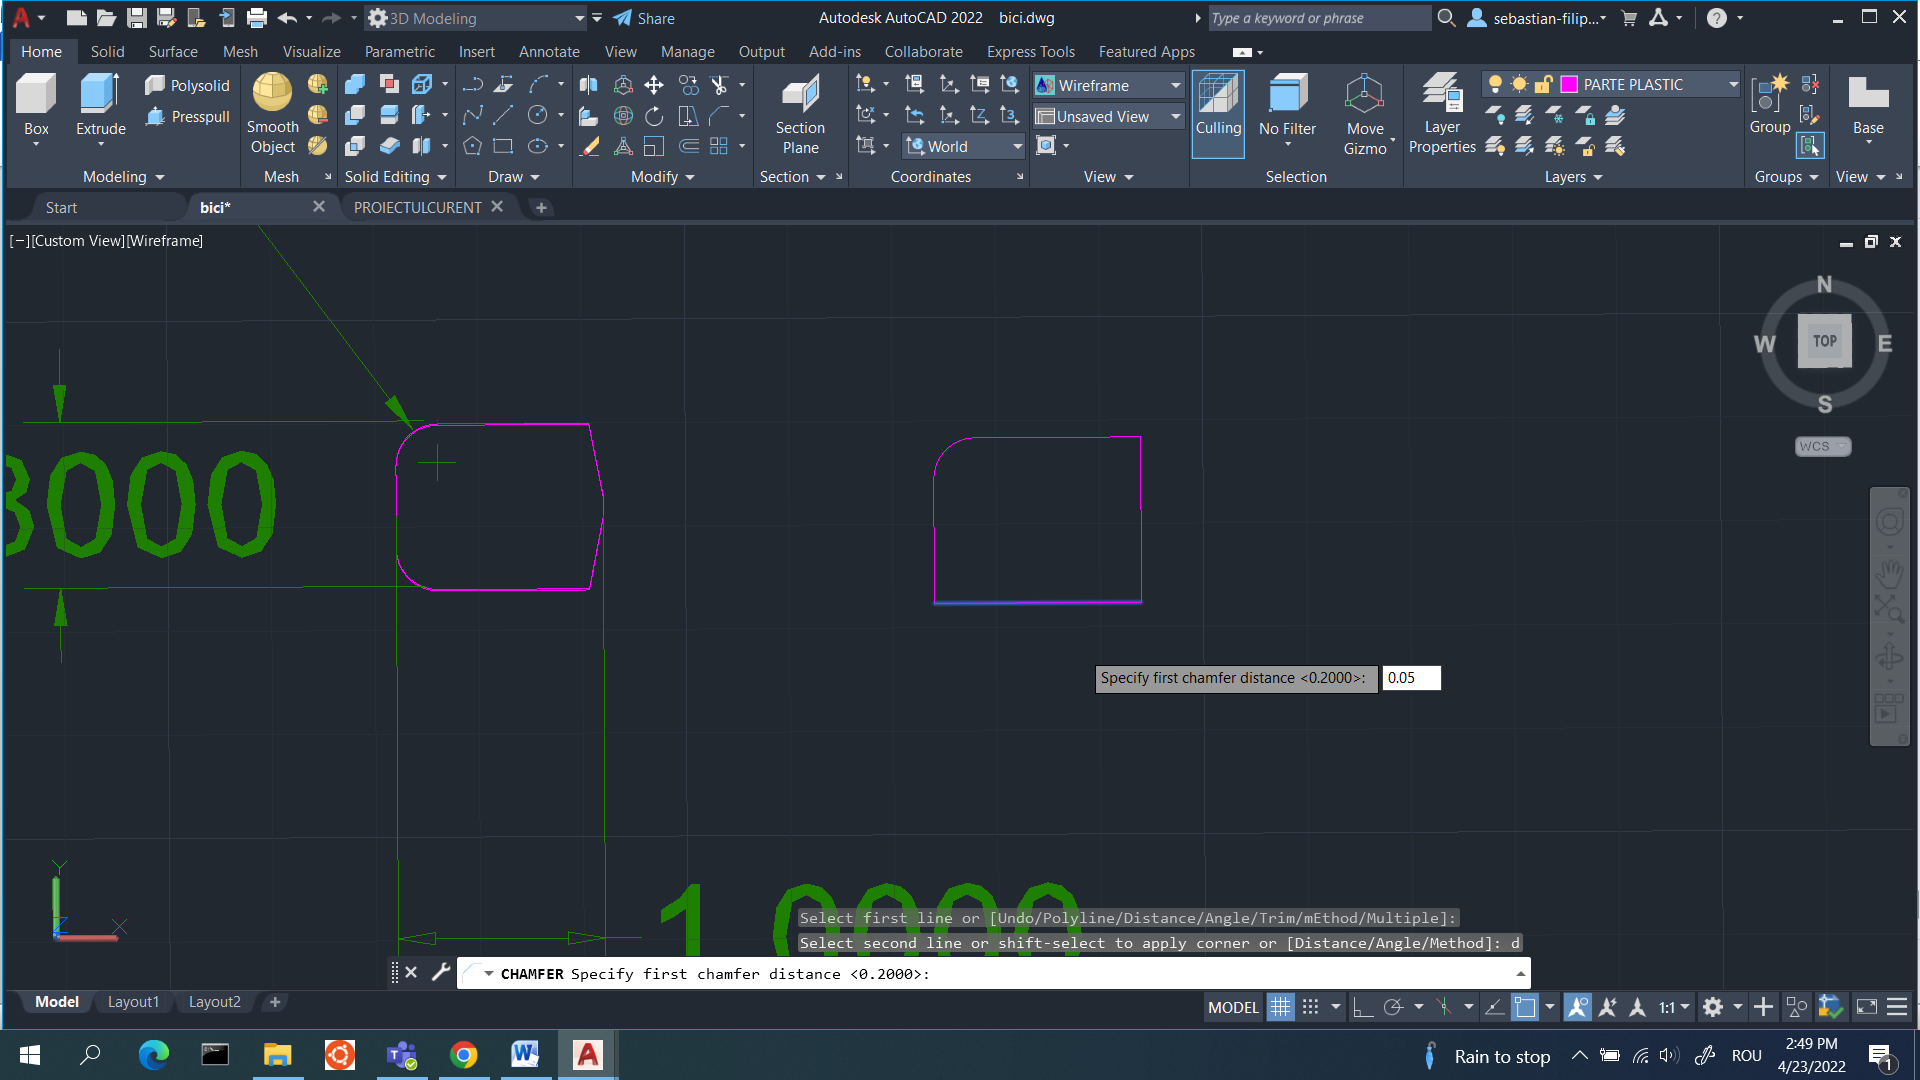 3D Modeling
Share
Autodesk AutoCAD 2022 bici.dwg
Type a keyword or phrase
sebastian-filip...
Home Solid Surface Mesh Visualize Parametric Insert Annotate View Manage Output Add-ins Collaborate Express Tools Featured Apps
Box
Extrude
Polysolid
Presspull
Smooth
Object
Section
Plane
World
Wireframe
Unsaved View
Culling
No Filter
Move
Gizmo
Layer
Properties
PARTE PLASTIC
Group
Base
Modeling Mesh Solid Editing Draw Modify Section Coordinates View Selection Layers Groups View
Start bici* PROIECTULCURENT
[−][Custom View][Wireframe]
N
W TOP E
S
WCS
3000
Specify first chamfer distance <0.2000>: 0.05
1.0000
Y
Z
X
Select first line or [Undo/Polyline/Distance/Angle/Trim/mEthod/Multiple]:
Select second line or shift-select to apply corner or [Distance/Angle/Method]: d
CHAMFER Specify first chamfer distance <0.2000>:
Model Layout1 Layout2
MODEL 1:1
Rain to stop
ROU
2:49 PM
4/23/2022
1